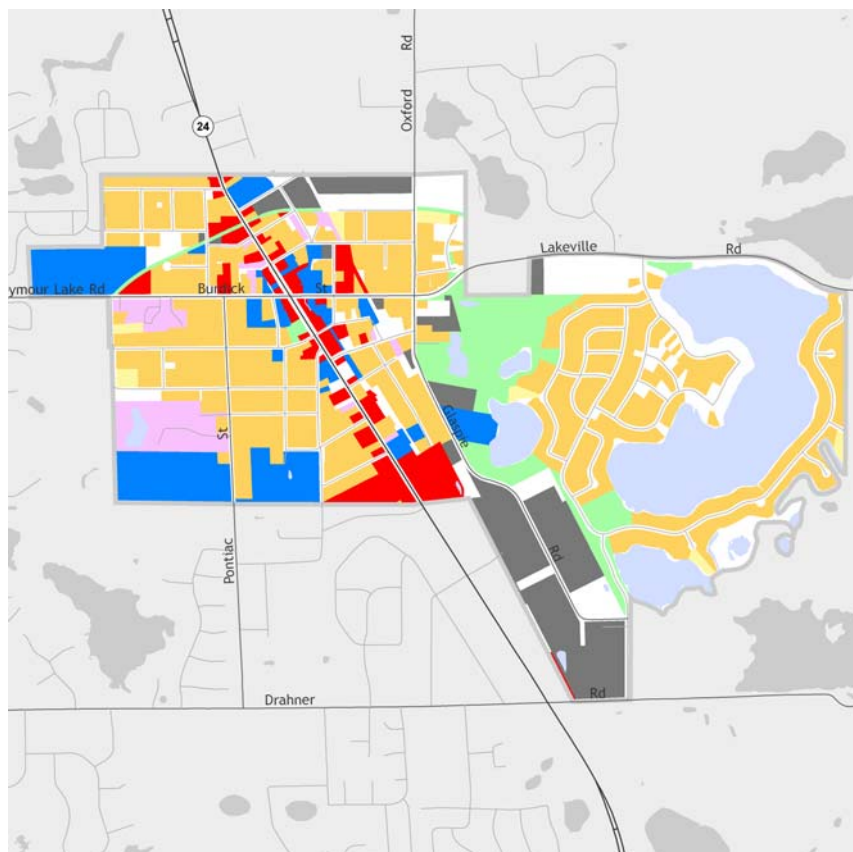 Oxford Rd
24
Lakeville Rd
ymour Lake Rd
Burdick St
Glaspie Rd
Pontiac St
Drahner Rd